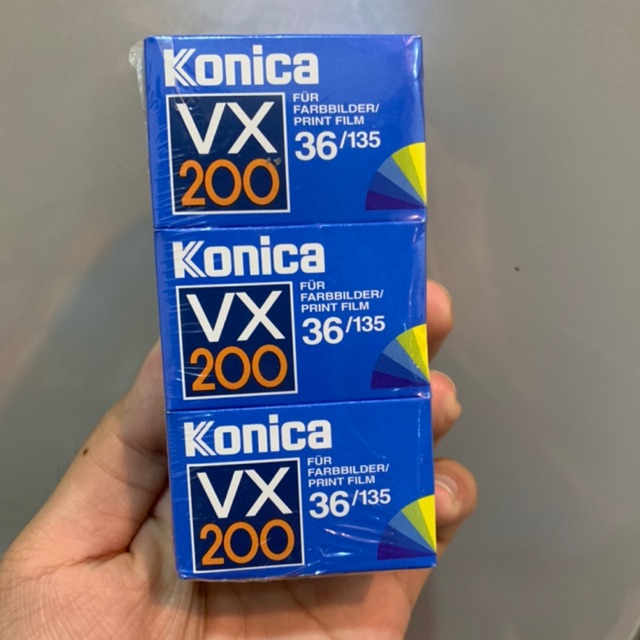 Konica
VX
200
FÜR
FARBBILDER/
PRINT FILM
36/135
Konica
VX
200
FÜR
FARBBILDER/
PRINT FILM
36/135
Konica
VX
200
FÜR
FARBBILDER/
PRINT FILM
36/135